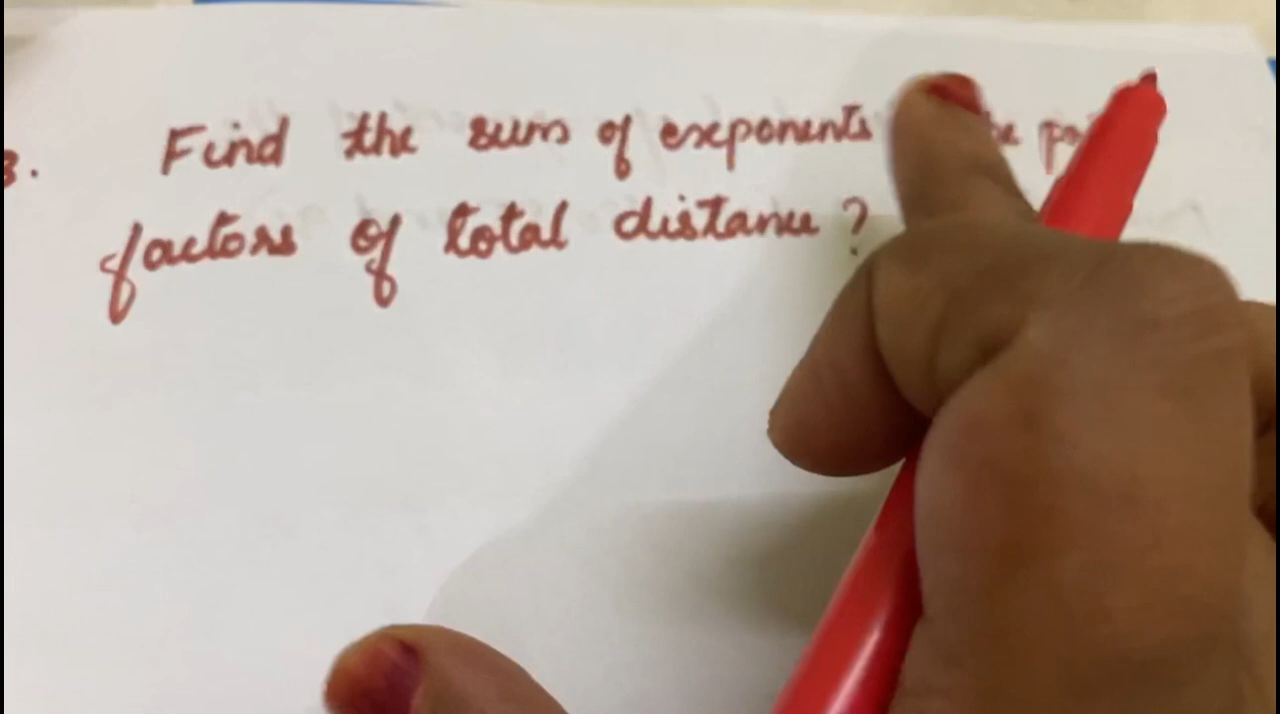 3. Find the sum of exponents
factors of total distance?